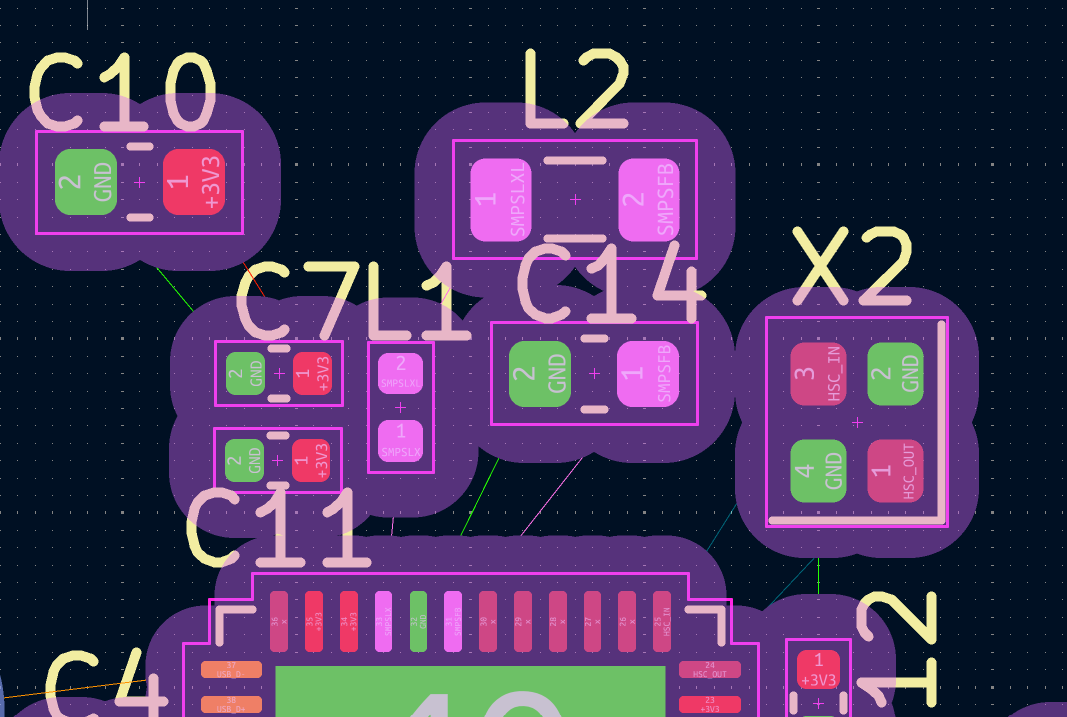 C10
2 GND
1 +3V3
L2
1 SMPSLXL
2 SMPSFB
C7
2 GND
1 +3V3
L1
2
SMPSLXL
1
SMPSLX
C14
2 GND
1 SMPSFB
X2
3 HSC_IN
2 GND
4 GND
1 HSC_OUT
2 GND
1 +3V3
C11
36 x
35 +3V3
34 +3V3
33 SMPSLX
32 GND
31 SMPSFB
30 x
29 x
28 x
27 x
26 x
25 HSC_IN
37
USB_D-
38
USB_D+
24
HSC_OUT
23
+3V3
C4
12
1
+3V3